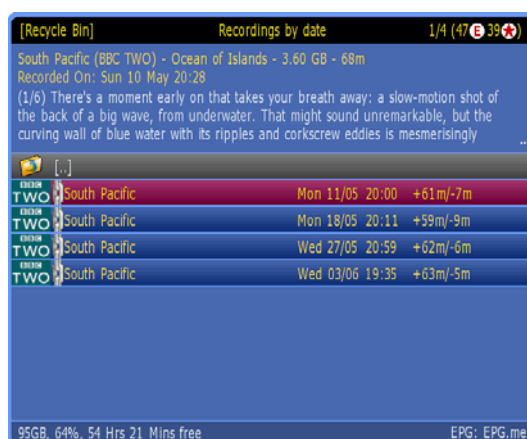 [Recycle Bin] Recordings by date 1/4 (47 E 39 )
South Pacific (BBC TWO) - Ocean of Islands - 3.60 GB - 68m
Recorded On: Sun 10 May 20:28
(1/6) There's a moment early on that takes your breath away: a slow-motion shot of
the back of a big wave, from underwater. That might sound unremarkable, but the
curving wall of blue water with its ripples and corkscrew eddies is mesmerisingly
..
[..]
BBC TWO South Pacific Mon 11/05 20:00 +61m/-7m
BBC TWO South Pacific Mon 18/05 20:11 +59m/-9m
BBC TWO South Pacific Wed 27/05 20:59 +62m/-6m
BBC TWO South Pacific Wed 03/06 19:35 +63m/-5m
95GB, 64%, 54 Hrs 21 Mins free EPG: EPG.me